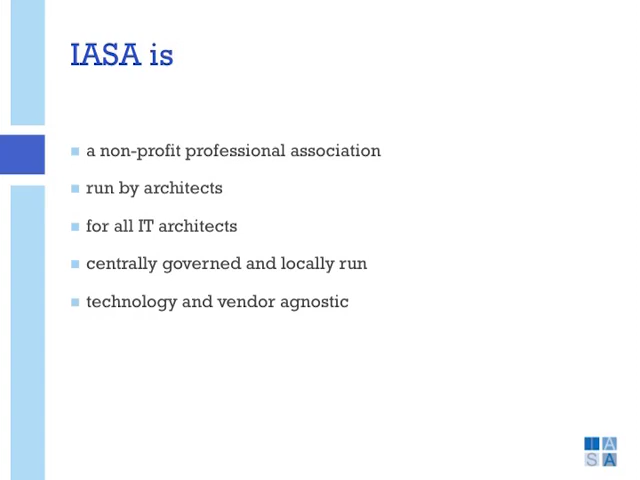 IASA is
a non-profit professional association
run by architects
for all IT architects
centrally governed and locally run
technology and vendor agnostic
I A
S A